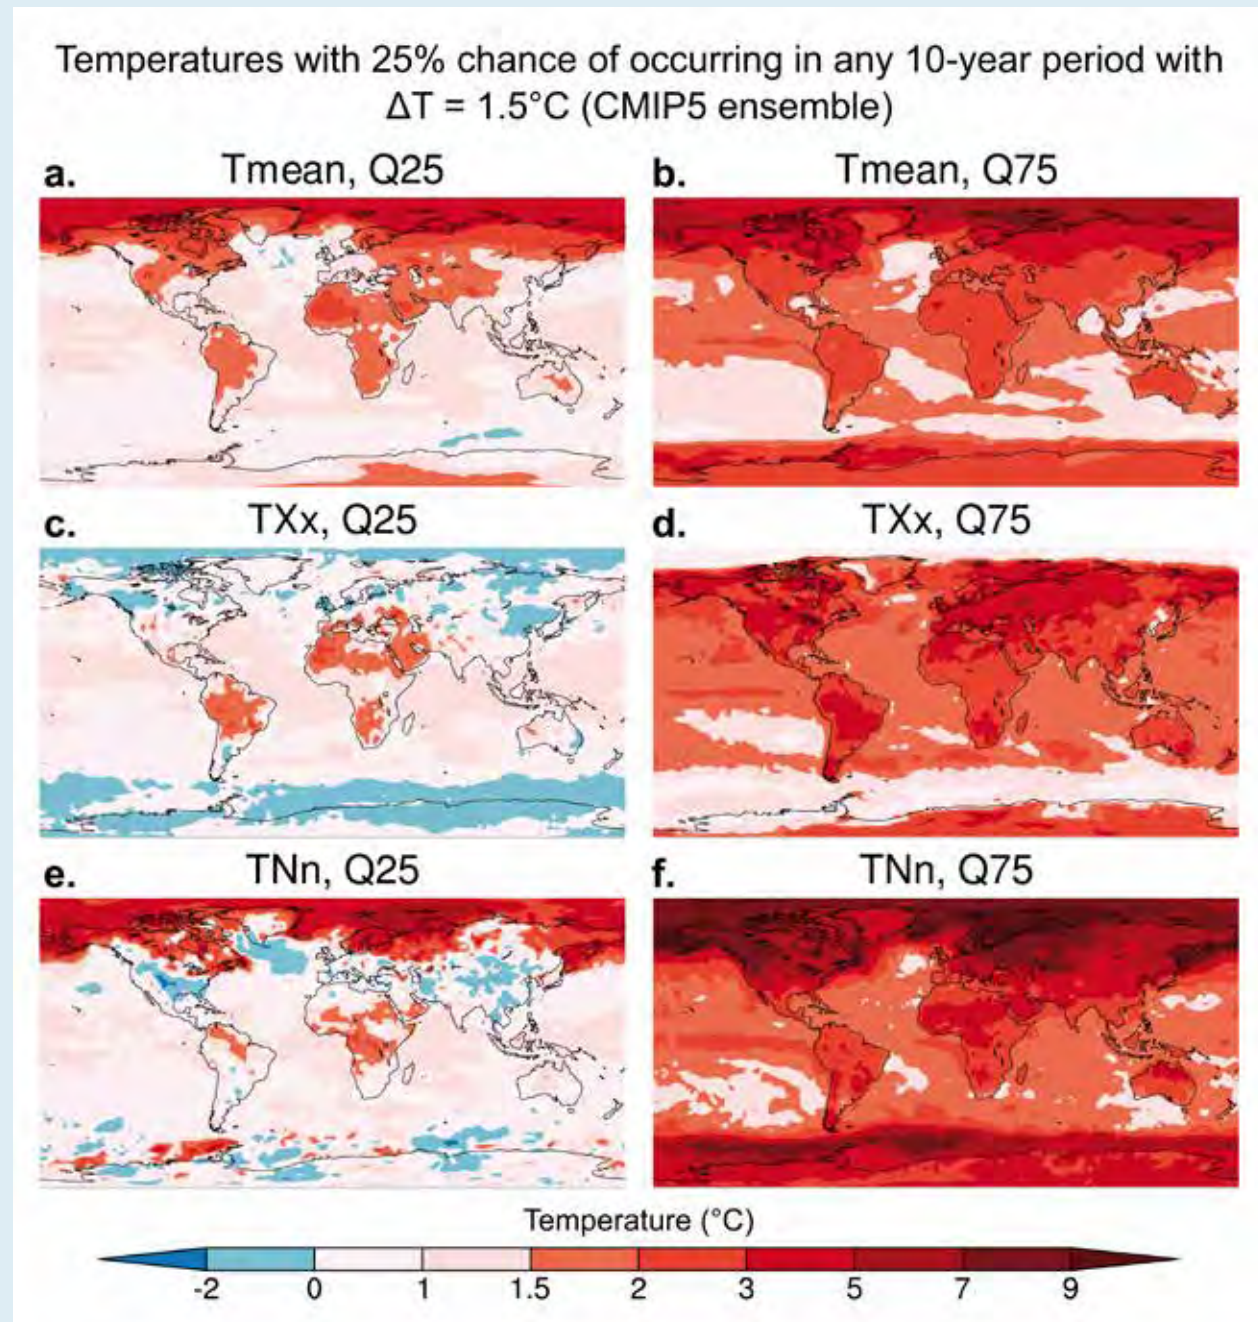 Temperatures with 25% chance of occurring in any 10-year period with
ΔT = 1.5°C (CMIP5 ensemble)
a. Tmean, Q25
b. Tmean, Q75
c. TXx, Q25
d. TXx, Q75
e. TNn, Q25
f. TNn, Q75
Temperature (°C)
-2 0 1 1.5 2 3 5 7 9